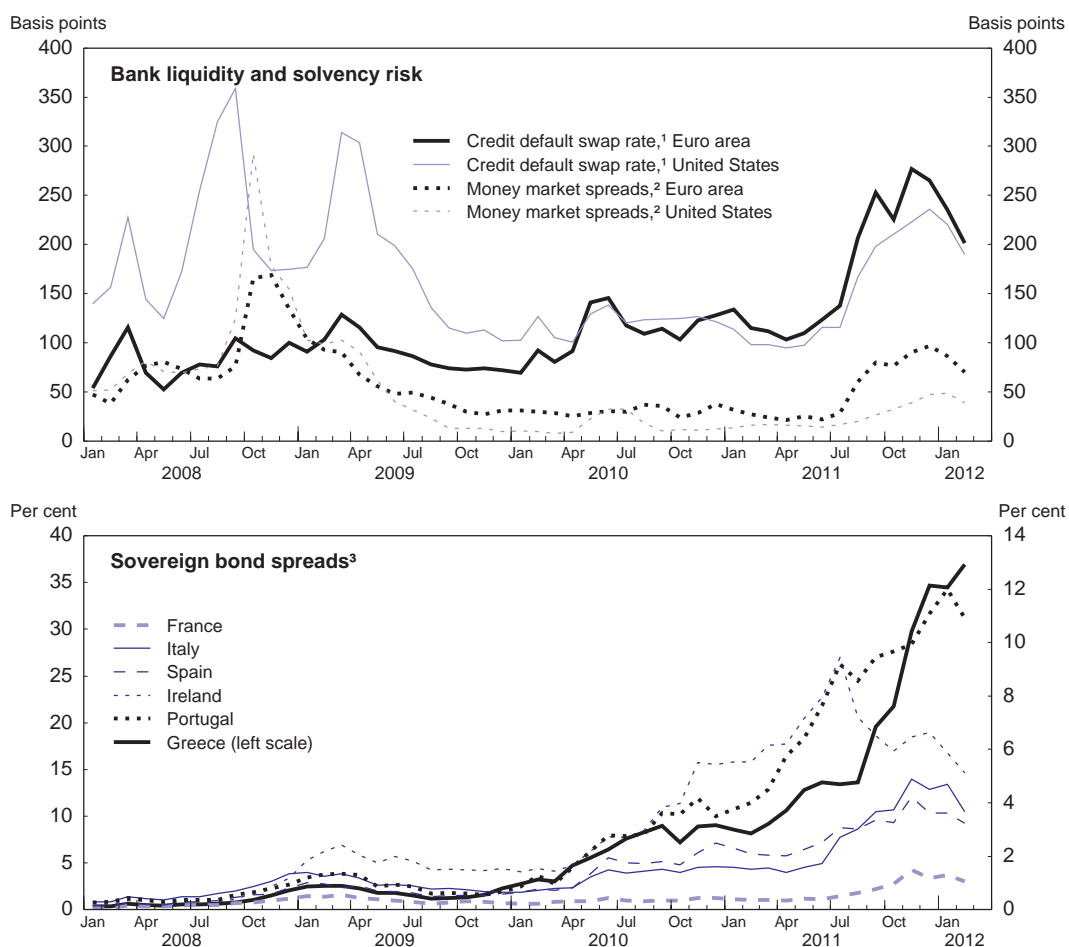 Basis points
Basis points
400
350
300
250
200
150
100
50
0
400
350
300
250
200
150
100
50
0
Bank liquidity and solvency risk
Credit default swap rate,¹ Euro area
Credit default swap rate,¹ United States
Money market spreads,² Euro area
Money market spreads,² United States
Jan Apr Jul Oct Jan Apr Jul Oct Jan Apr Jul Oct Jan Apr Jul Oct Jan
2008 2009 2010 2011 2012
Per cent
Per cent
40
35
30
25
20
15
10
5
0
14
12
10
8
6
4
2
0
Sovereign bond spreads³
France
Italy
Spain
Ireland
Portugal
Greece (left scale)
Jan Apr Jul Oct Jan Apr Jul Oct Jan Apr Jul Oct Jan Apr Jul Oct Jan
2008 2009 2010 2011 2012